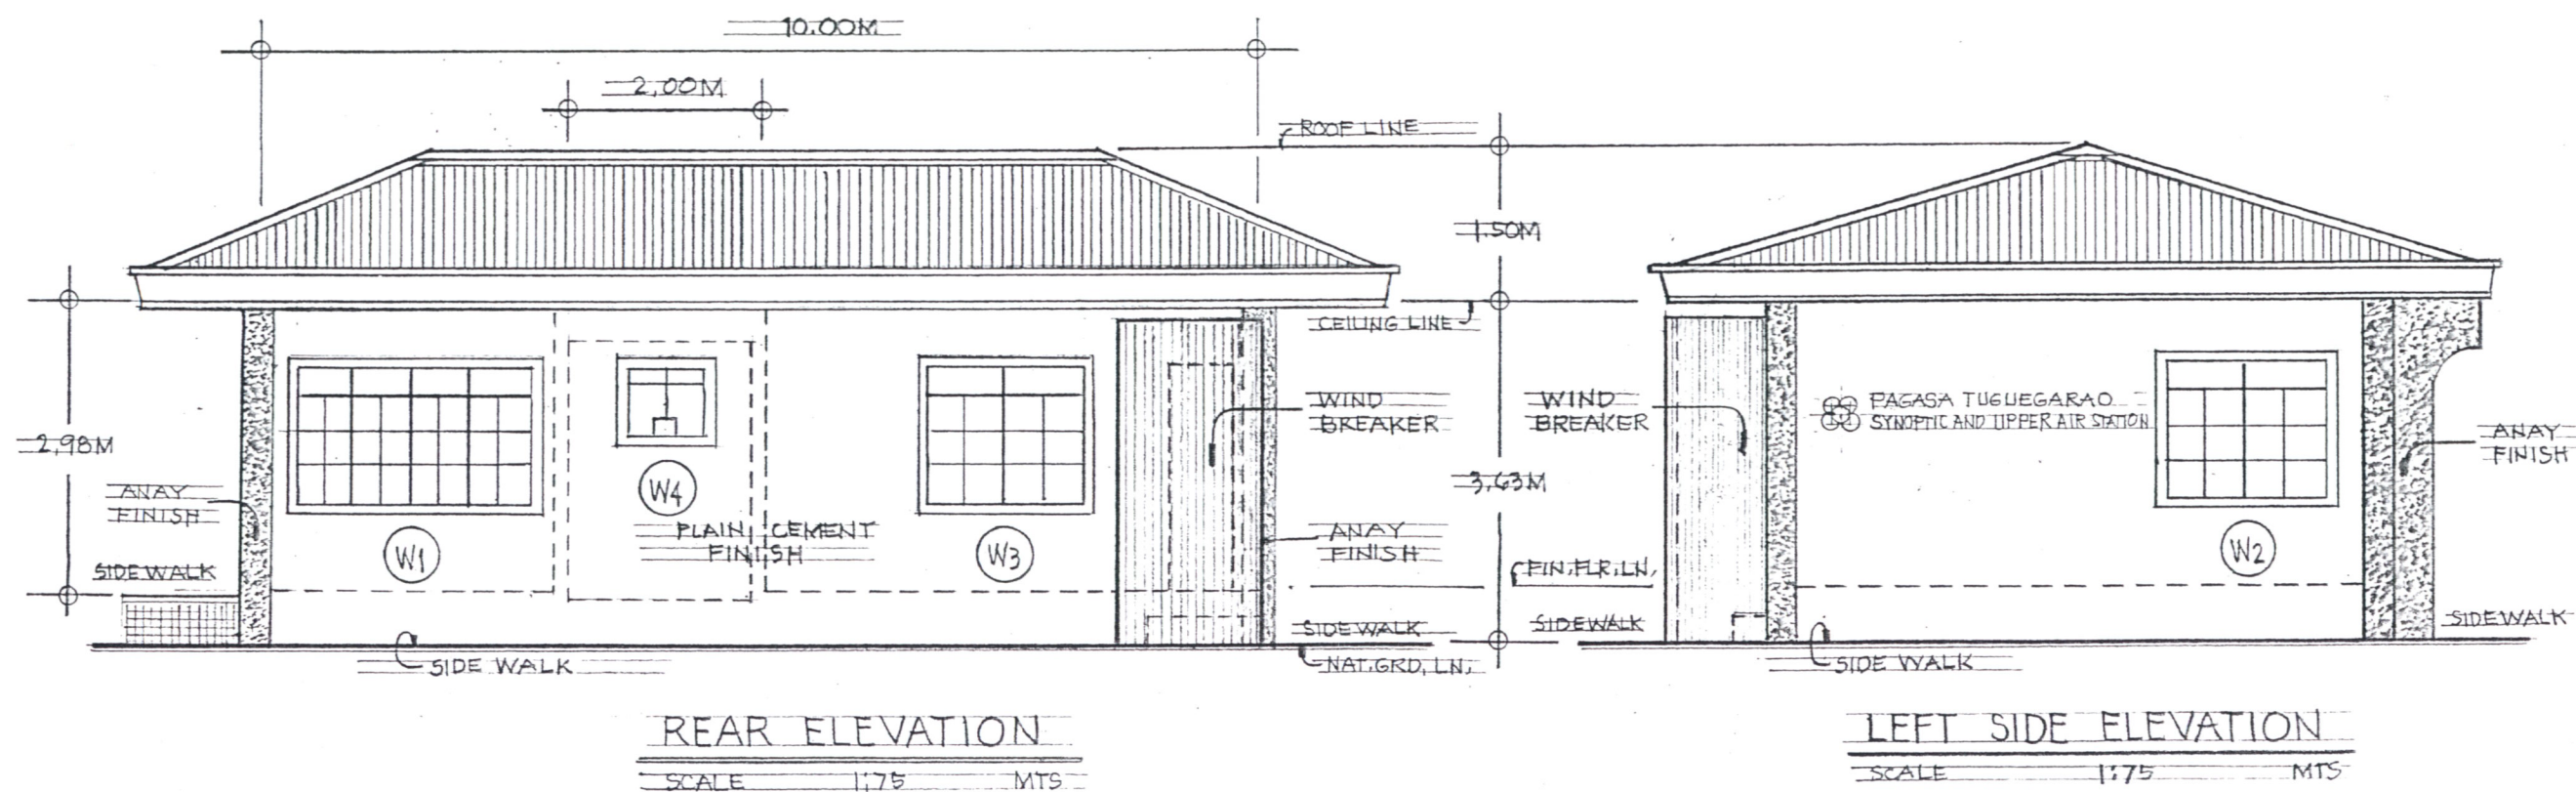 10.00M
2.00M
ROOF LINE
1.50M
CEILING LINE
2.98M
WIND
BREAKER
WIND
BREAKER
PAGASA TUGUEGARAO
SYNOPTIC AND UPPER AIR STATION
ANAY
FINISH
3.63M
ANAY
FINISH
W4
PLAIN CEMENT
FINISH
ANAY
FINISH
W1
W3
W2
SIDEWALK
FIN. FLR. LN.
SIDEWALK
SIDEWALK
SIDEWALK
SIDE WALK
NAT. GRD. LN.
SIDE WALK
REAR ELEVATION
SCALE 1:75 MTS
LEFT SIDE ELEVATION
SCALE 1:75 MTS